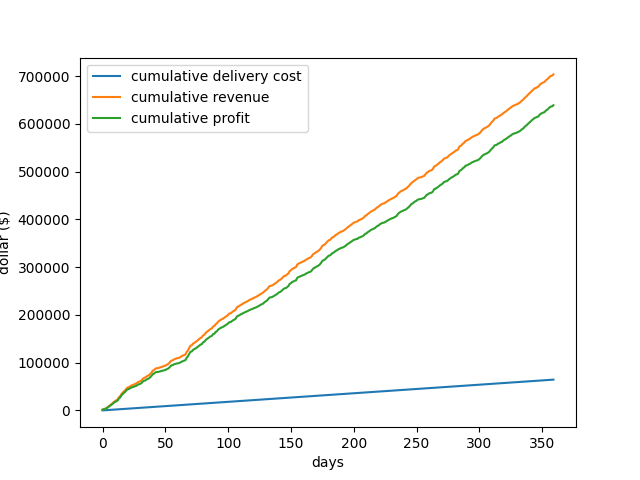 cumulative delivery cost
cumulative revenue
cumulative profit
700000
600000
500000
400000
300000
200000
100000
0
dollar ($)
0 50 100 150 200 250 300 350
days